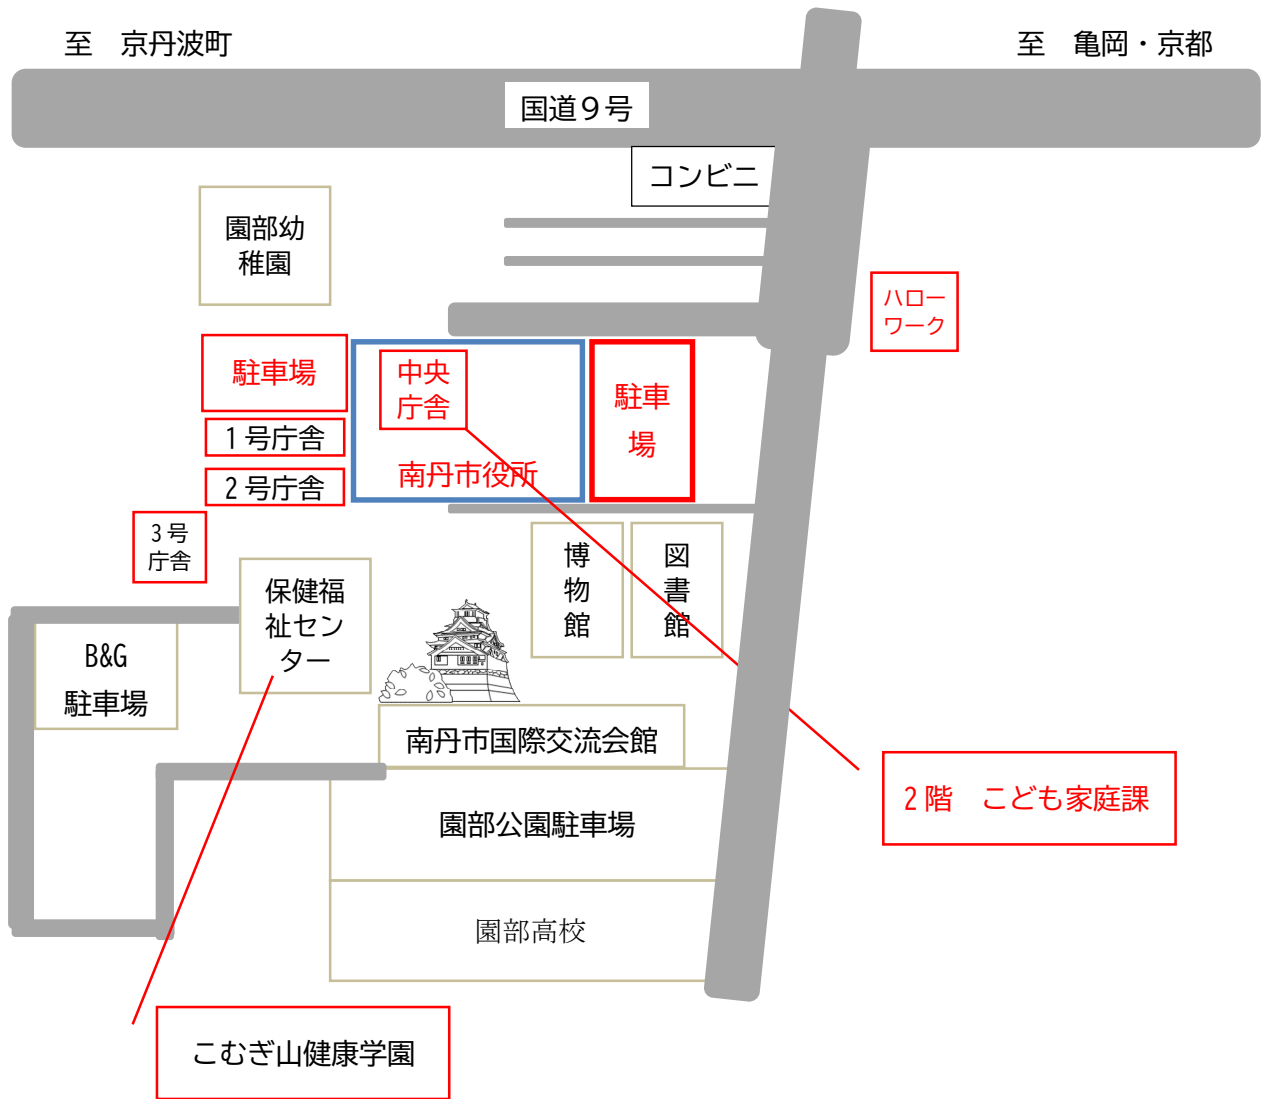 至　京丹波町
至　亀岡・京都
国道９号
コンビニ
園部幼
稚園
ハロー
ワーク
駐車場
中央
庁舎
駐車
場
1号庁舎
南丹市役所
2号庁舎
3号
庁舎
博
物
館
図
書
館
保健福
祉セン
ター
B&G
駐車場
南丹市国際交流会館
2階　こども家庭課
園部公園駐車場
園部高校
こむぎ山健康学園